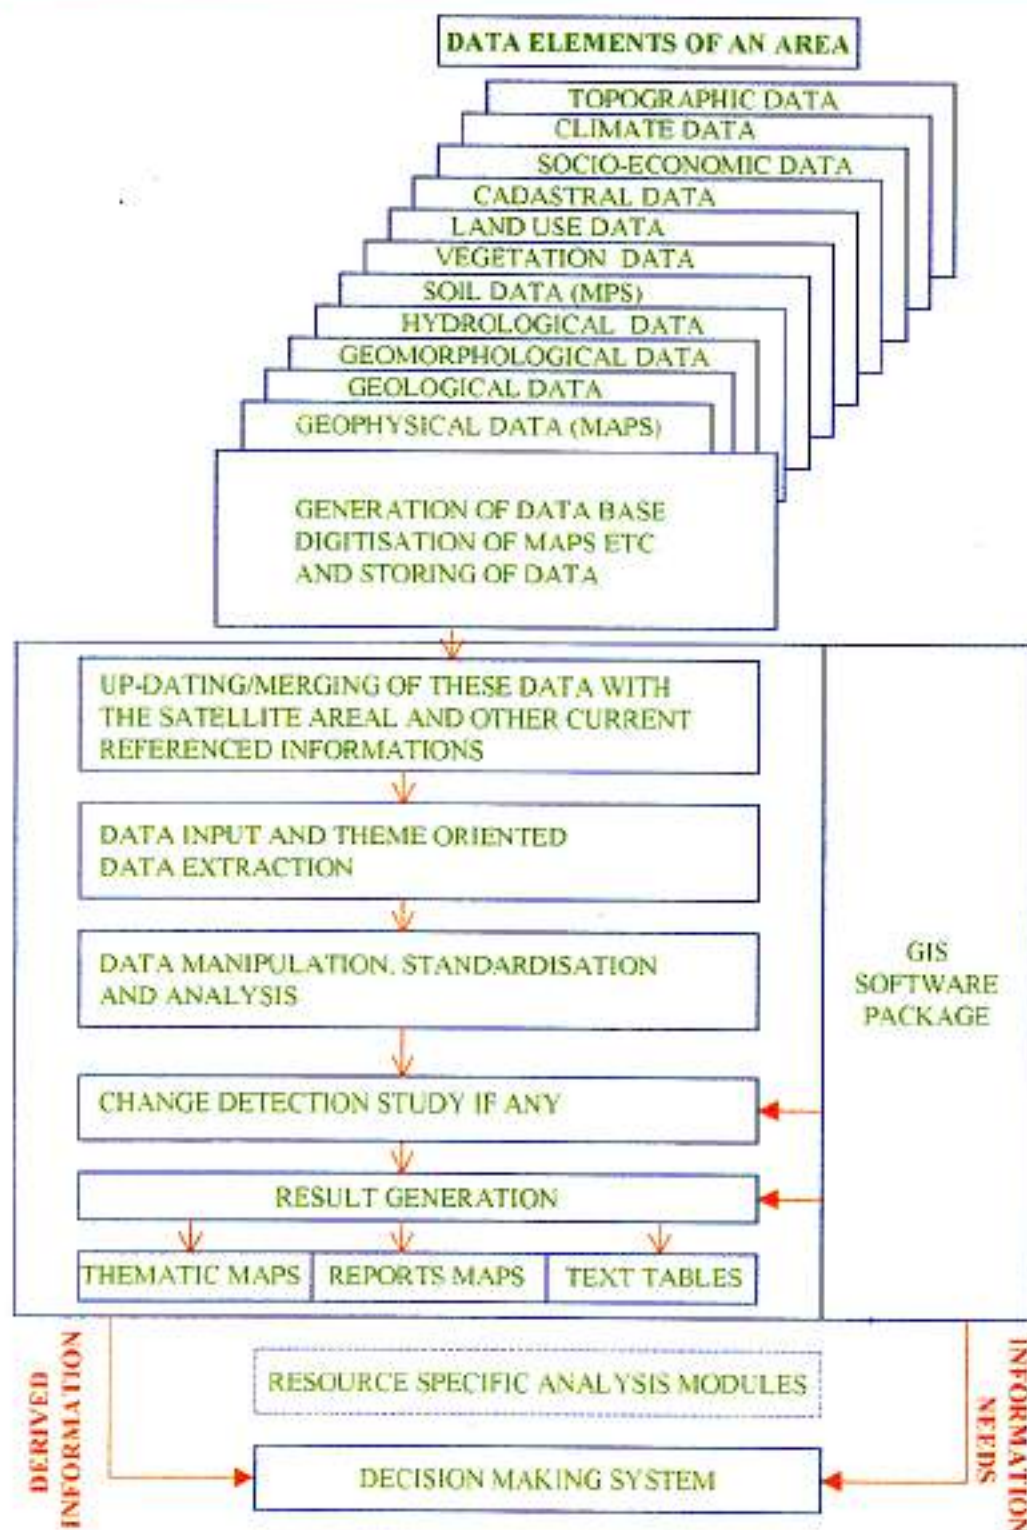 DATA ELEMENTS OF AN AREA
TOPOGRAPHIC DATA
CLIMATE DATA
SOCIO-ECONOMIC DATA
CADASTRAL DATA
LAND USE DATA
VEGETATION DATA
SOIL DATA (MPS)
HYDROLOGICAL DATA
GEOMORPHOLOGICAL DATA
GEOLOGICAL DATA
GEOPHYSICAL DATA (MAPS)
GENERATION OF DATA BASE
DIGITISATION OF MAPS ETC
AND STORING OF DATA
UP-DATING/MERGING OF THESE DATA WITH
THE SATELLITE AREAL AND OTHER CURRENT
REFERENCED INFORMATIONS
DATA INPUT AND THEME ORIENTED
DATA EXTRACTION
DATA MANIPULATION, STANDARDISATION
AND ANALYSIS
GIS
SOFTWARE
PACKAGE
CHANGE DETECTION STUDY IF ANY
RESULT GENERATION
THEMATIC MAPS
REPORTS MAPS
TEXT TABLES
DERIVED
INFORMATION
RESOURCE SPECIFIC ANALYSIS MODULES
INFORMATION
NEEDS
DECISION MAKING SYSTEM